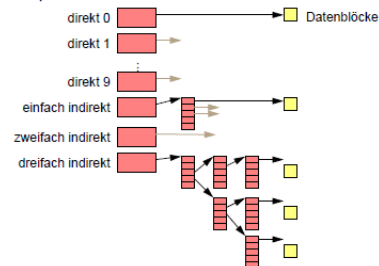 direkt 0
Datenblöcke
direkt 1
⋮
direkt 9
einfach indirekt
zweifach indirekt
dreifach indirekt